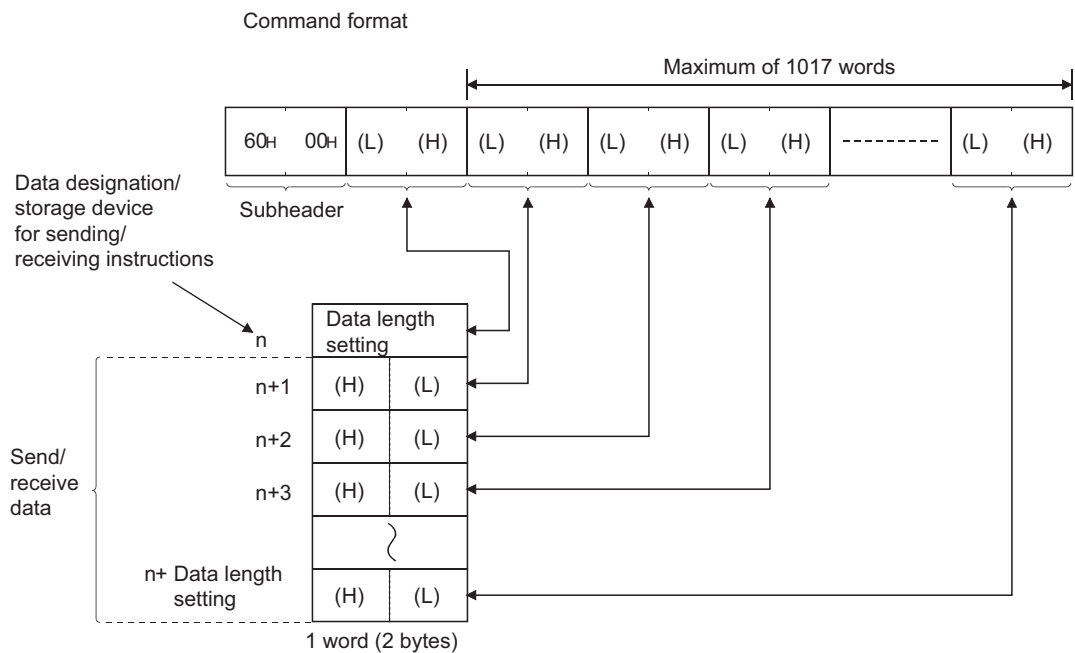 Command format
Maximum of 1017 words
60H 00H (L) (H) (L) (H) (L) (H) (L) (H) (L) (H)
Subheader
Data designation/
storage device
for sending/
receiving instructions
n
Data length
setting
n+1 (H) (L)
n+2 (H) (L)
n+3 (H) (L)
Send/
receive
data
n+ Data length
setting
(H) (L)
1 word (2 bytes)